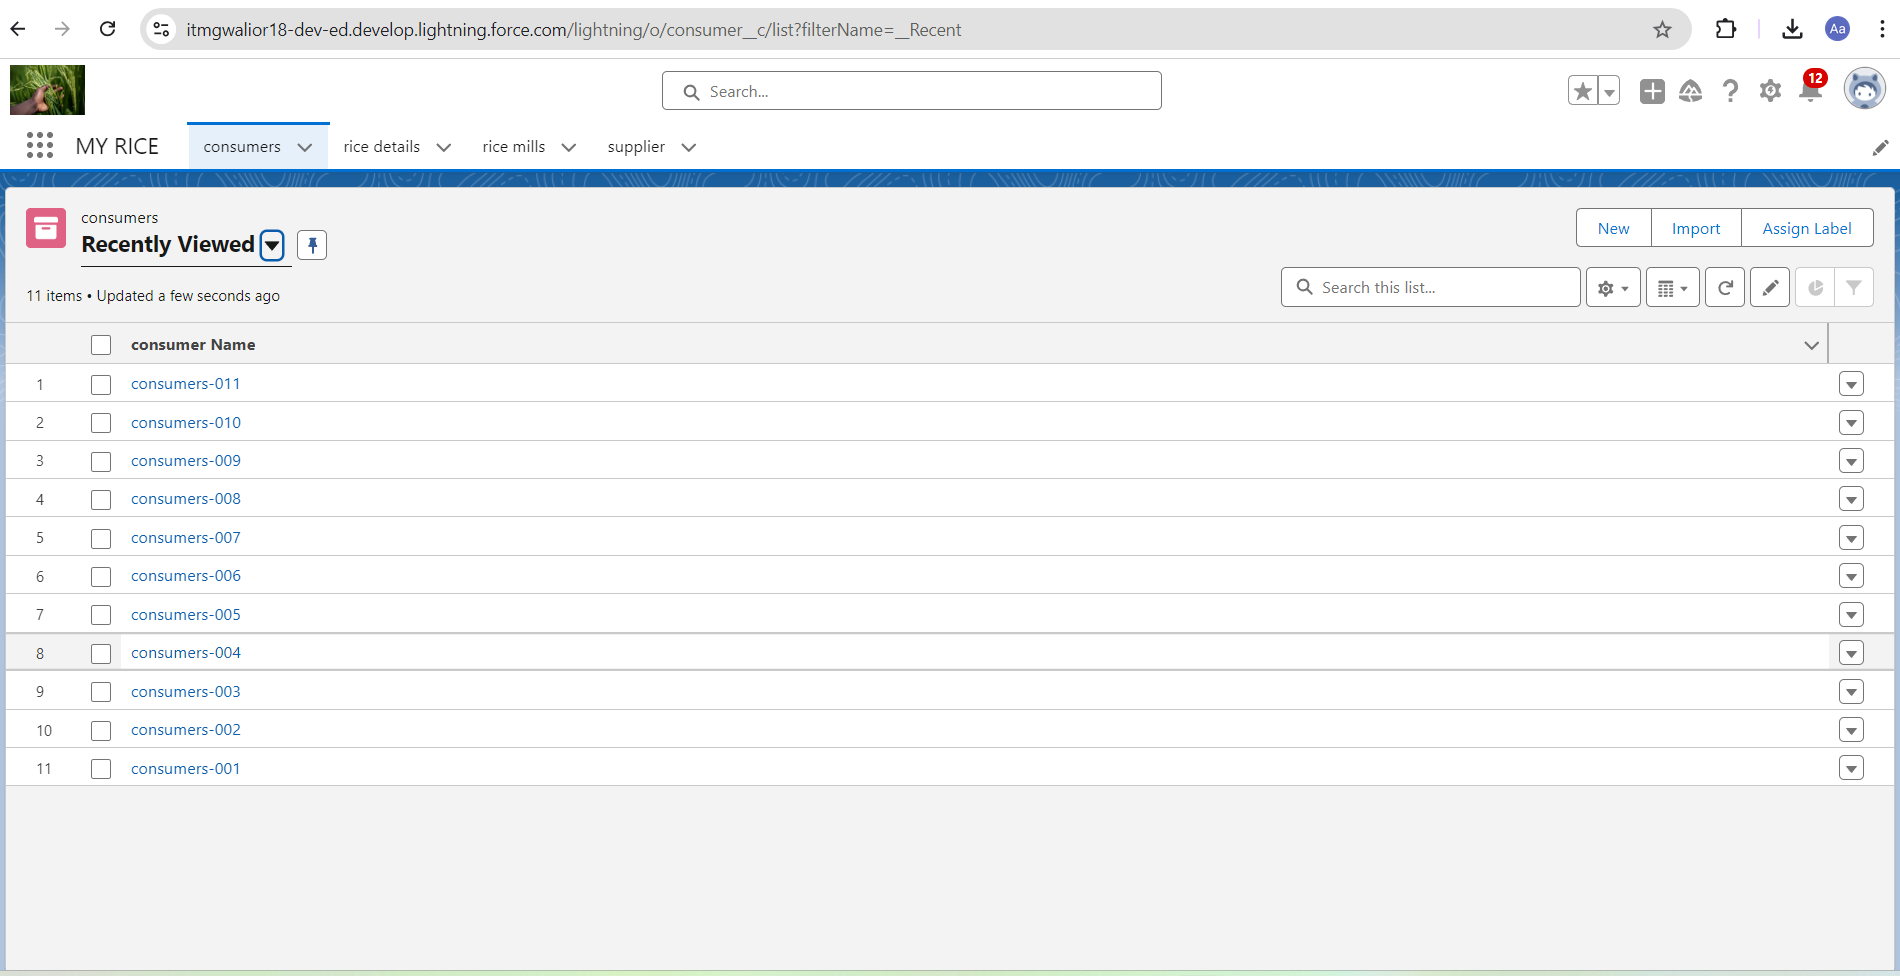 itmgwalior18-dev-ed.develop.lightning.force.com/lightning/o/consumer__c/list?filterName=__Recent
Aa
Search...
12
MY RICE
consumers
rice details
rice mills
supplier
consumers
Recently Viewed
New
Import
Assign Label
11 items • Updated a few seconds ago
Search this list...
consumer Name
1 consumers-011
2 consumers-010
3 consumers-009
4 consumers-008
5 consumers-007
6 consumers-006
7 consumers-005
8 consumers-004
9 consumers-003
10 consumers-002
11 consumers-001